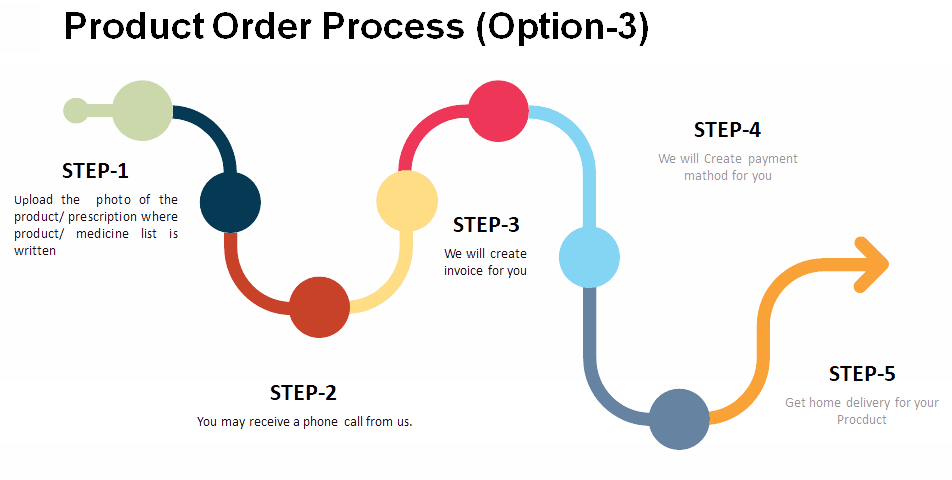 Product Order Process (Option-3)
STEP-1
Upload the photo of the
product/ prescription where
product/ medicine list is
written
STEP-2
You may receive a phone call from us.
STEP-3
We will create
invoice for you
STEP-4
We will Create payment
mathod for you
STEP-5
Get home delivery for your
Procduct